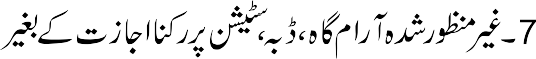 7۔غیر منظور شدہ آرام گاہ، ڈبہ، سٹیشن پر رکنا اجازت کے بغیر